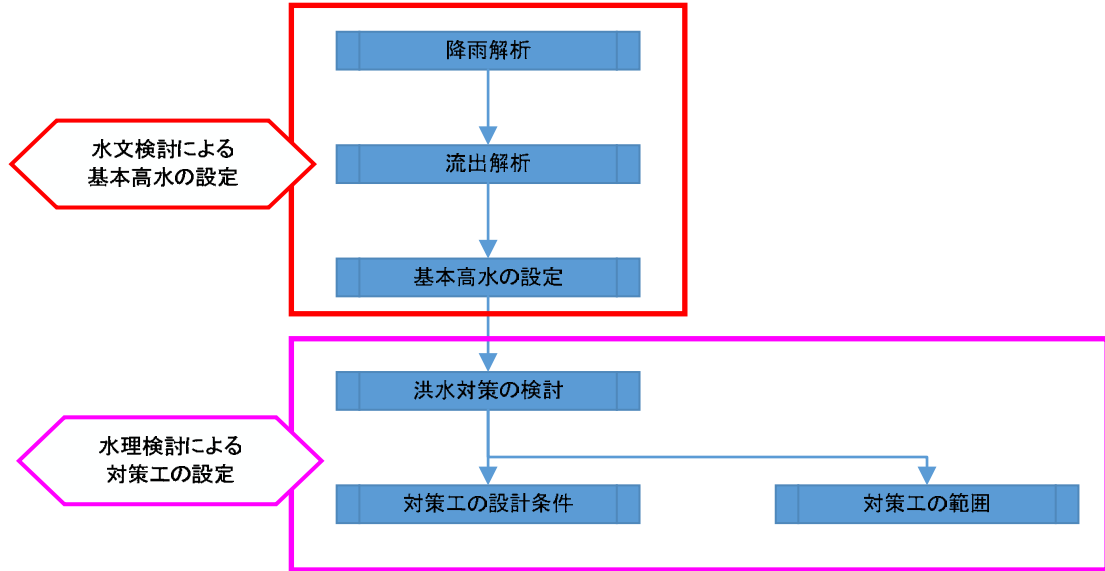 降雨解析
水文検討による
基本高水の設定
流出解析
基本高水の設定
洪水対策の検討
水理検討による
対策工の設定
対策工の設計条件
対策工の範囲